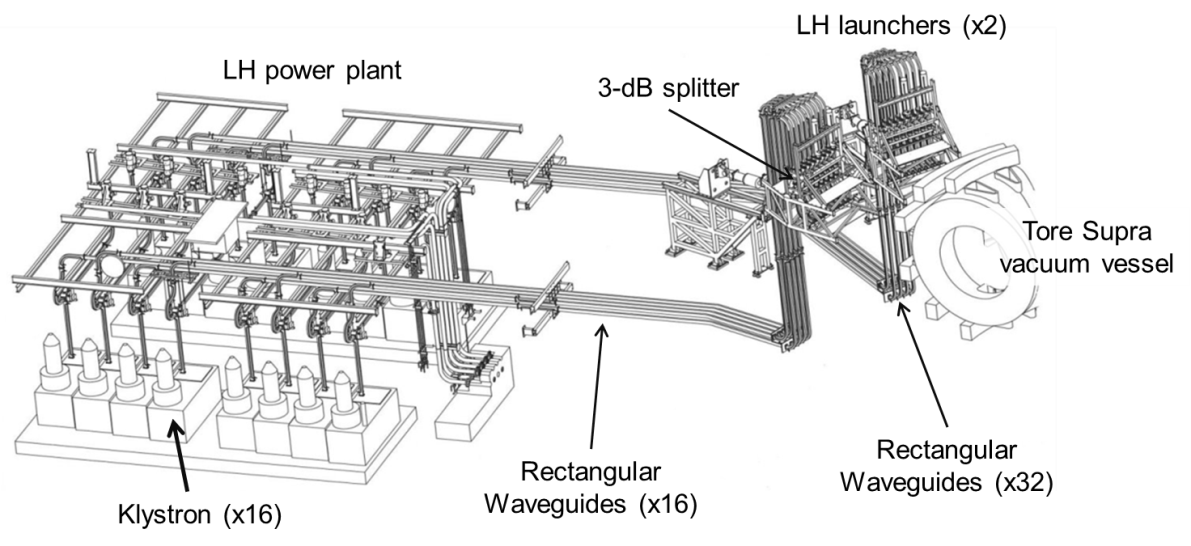 LH launchers (x2)
LH power plant
3-dB splitter
Tore Supra
vacuum vessel
Rectangular
Waveguides (x32)
Rectangular
Waveguides (x16)
Klystron (x16)